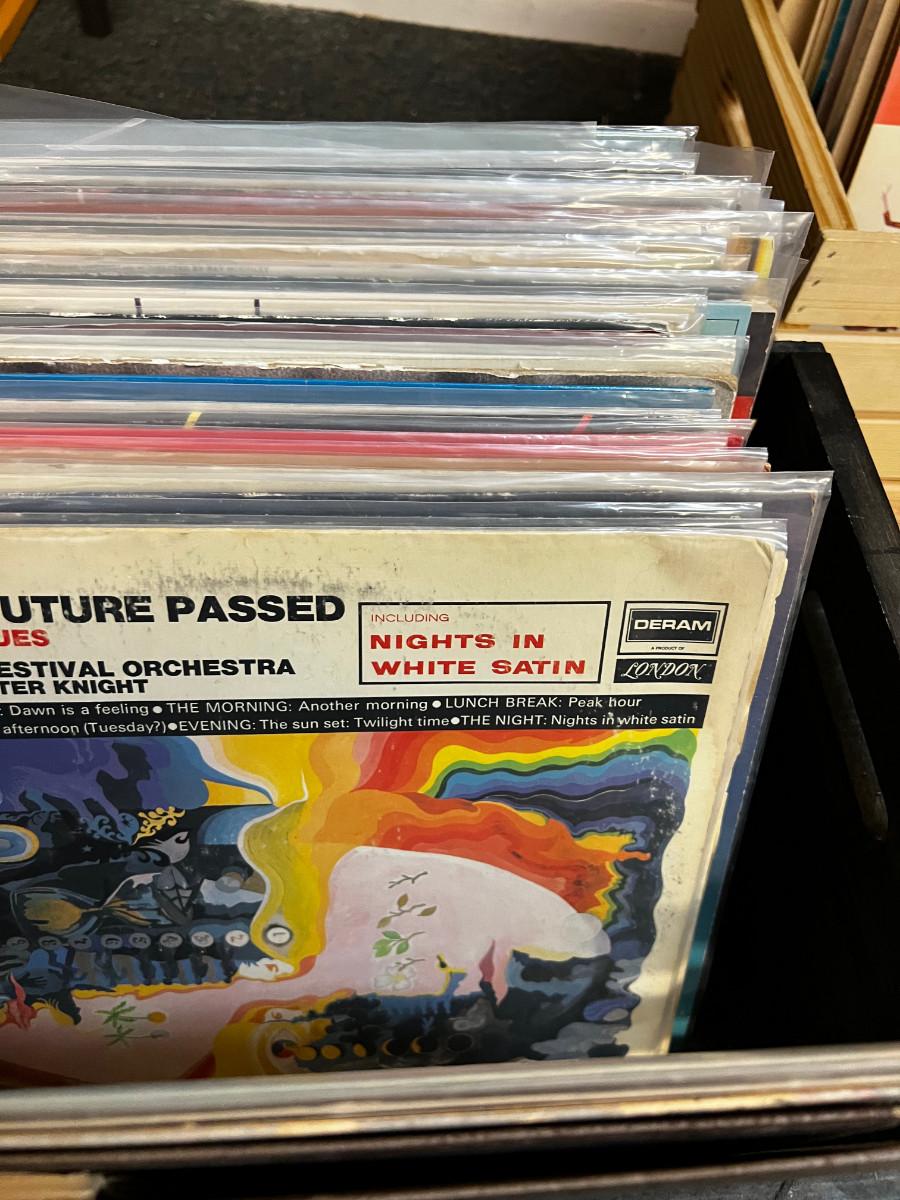 UTURE PASSED
UES
ESTIVAL ORCHESTRA
TER KNIGHT
INCLUDING
NIGHTS IN
WHITE SATIN
DERAM
A PRODUCT OF
LONDON
: Dawn is a feeling ● THE MORNING: Another morning ● LUNCH BREAK: Peak hour
afternoon (Tuesday?) ● EVENING: The sun set: Twilight time ● THE NIGHT: Nights in white satin